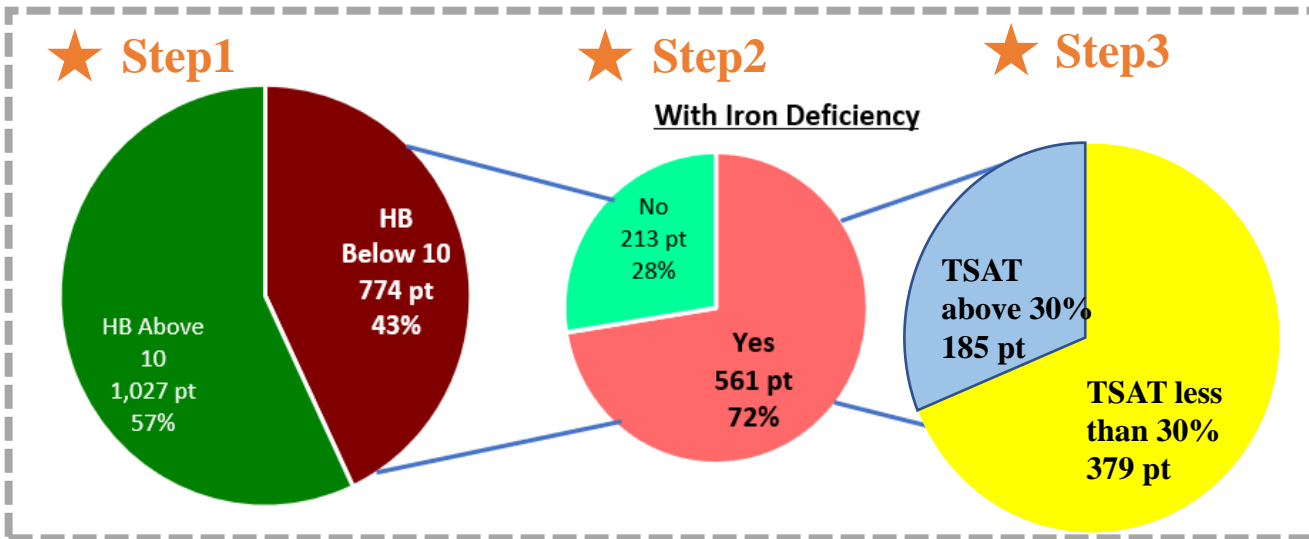 Step1
Step2
Step3
With Iron Deficiency
HB
Below 10
774 pt
43%
HB Above
10
1,027 pt
57%
No
213 pt
28%
Yes
561 pt
72%
TSAT
above 30%
185 pt
TSAT less
than 30%
379 pt